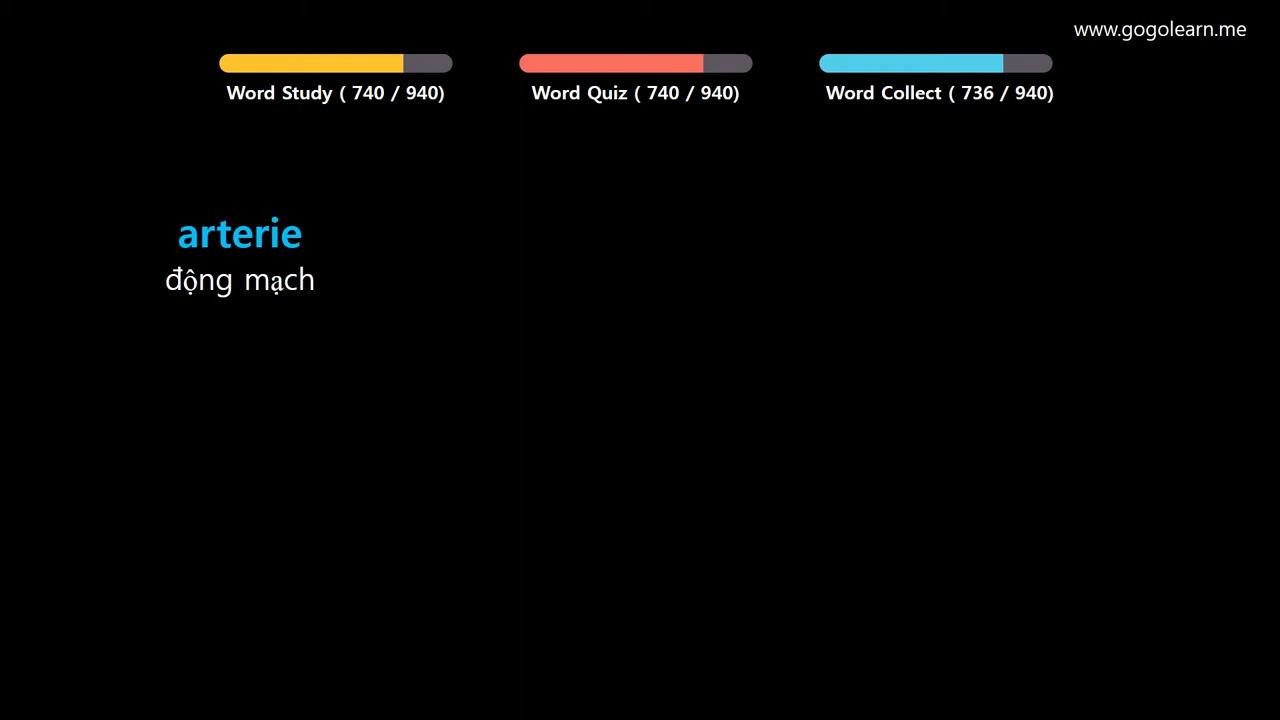 www.gogolearn.me
Word Study ( 740 / 940)
Word Quiz ( 740 / 940)
Word Collect ( 736 / 940)
arterie
động mạch